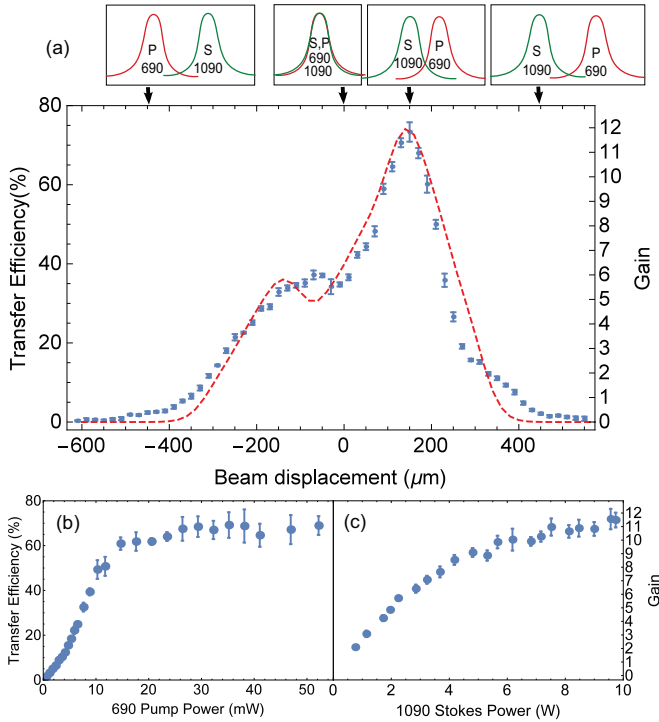 (a)
P
690
S
1090
S,P
690
1090
S
1090
P
690
S
1090
P
690
80
60
40
20
0
Transfer Efficiency(%)
12
11
10
9
8
7
6
5
4
3
2
1
0
Gain
−600 −400 −200 0 200 400
Beam displacement (μm)
(b)
80
60
40
20
0
Transfer Efficiency (%)
0 10 20 30 40 50
690 Pump Power (mW)
(c)
12
11
10
9
8
7
6
5
4
3
2
1
0
Gain
0 2 4 6 8 10
1090 Stokes Power (W)